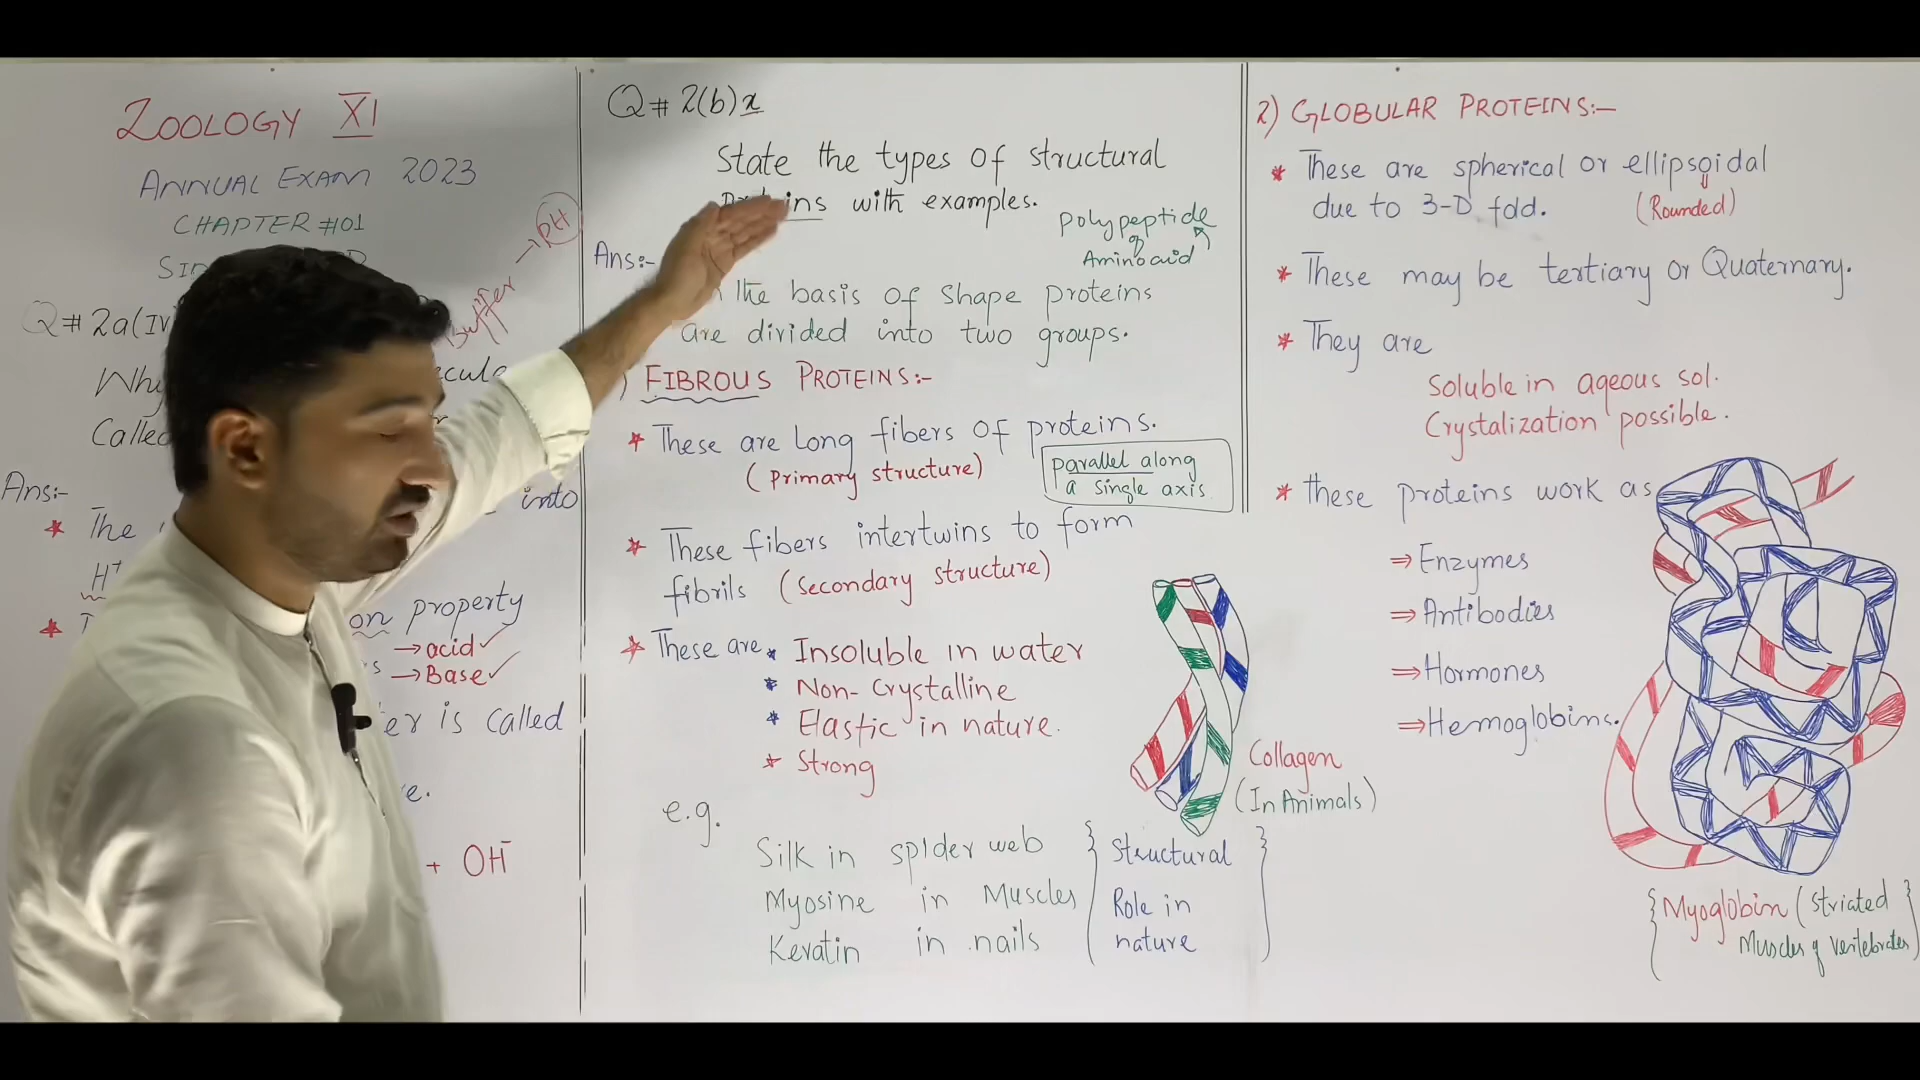 ZOOLOGY XI
ANNUAL EXAM 2023
CHAPTER #01
Q# 2a(IV)
Why
Called
Ans:-
into
* The
H⁺
on property
→ acid ✓
→ Base ✓
er is called
e.
+ OH⁻
Buffer → PH
Q# 2(b) x
State the types of structural
Proteins with examples.
Polypeptide
of
Amino acid
Ans:-
the basis of shape proteins
are divided into two groups.
) FIBROUS PROTEINS:-
* These are Long fibers of proteins.
(Primary structure)
parallel along
a single axis
* These fibers intertwins to form
fibrils (Secondary structure)
* These are * Insoluble in water
* Non-Crystalline
* Elastic in nature.
* Strong
Collagen
(In Animals)
e.g.
Silk in spider web
Myosine in Muscles
Keratin in nails
{ Structural }
Role in
nature
2) GLOBULAR PROTEINS:-
* These are spherical or ellipsoidal
due to 3-D fold. (Rounded)
* These may be tertiary or Quaternary.
* They are
Soluble in aqeous sol.
Crystalization possible.
* these proteins work as
⇒ Enzymes
⇒ Antibodies
⇒ Hormones
⇒ Hemoglobins.
{ Myoglobin (Striated }
Muscles of vertebrates